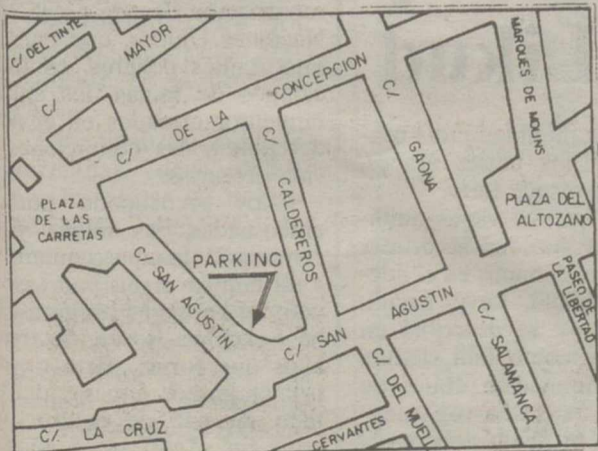 C/ DEL TINTE
C/ MAYOR
C/ DE LA CONCEPCION
C/ GAONA
MARQUES DE MOLINS
C/ CALDEREROS
PLAZA
DE LAS
CARRETAS
PLAZA DEL
ALTOZANO
C/ SAN AGUSTIN
PARKING
PASEO DE
LA LIBERTAD
C/ SAN AGUSTIN
C/ SALAMANCA
C/ DEL MUELL
C/ LA CRUZ
CERVANTES